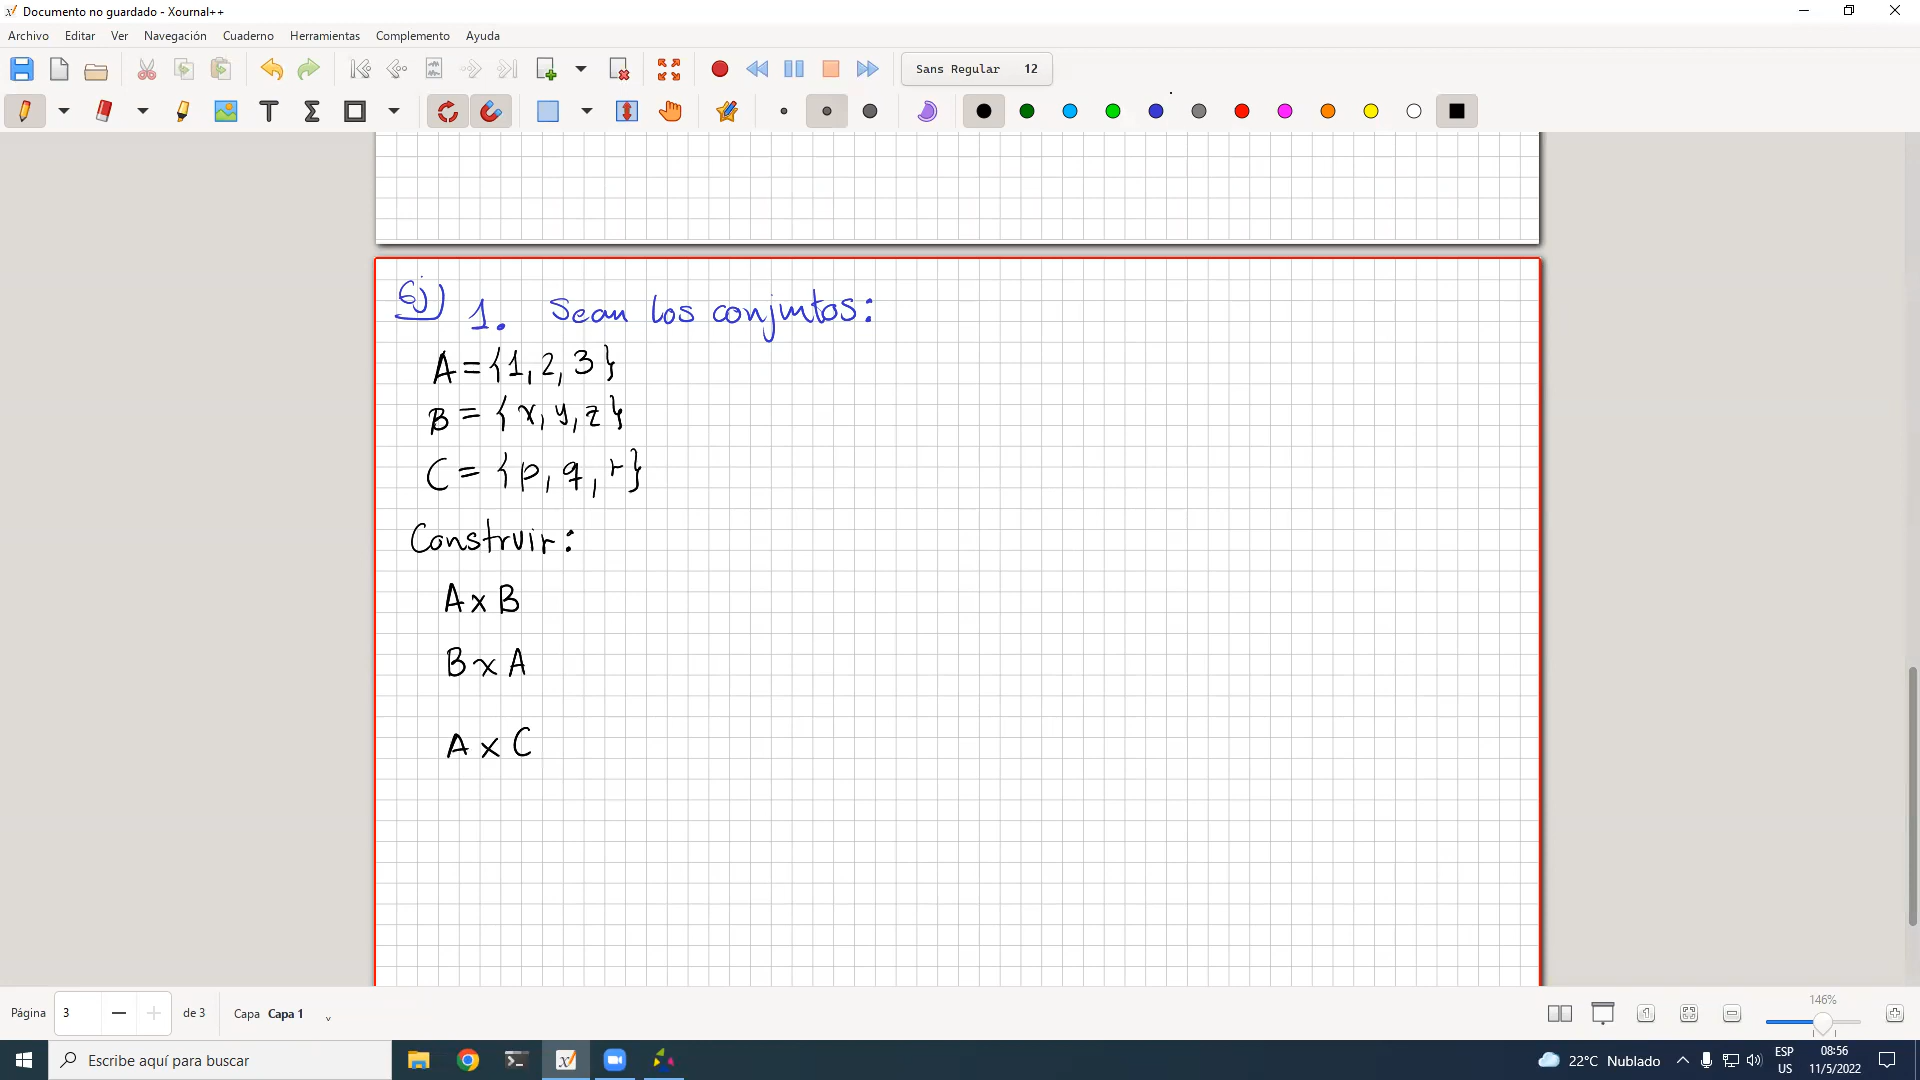 Documento no guardado - Xournal++
Archivo Editar Ver Navegación Cuaderno Herramientas Complemento Ayuda
Sans Regular 12
Ej) 1. Sean los conjuntos:
A = {1, 2, 3}
B = {x, y, z}
C = {p, q, r}
Construir:
A x B
B x A
A x C
Página 3 de 3 Capa Capa 1
146%
Escribe aquí para buscar
22°C Nublado
ESP
US
08:56
11/5/2022